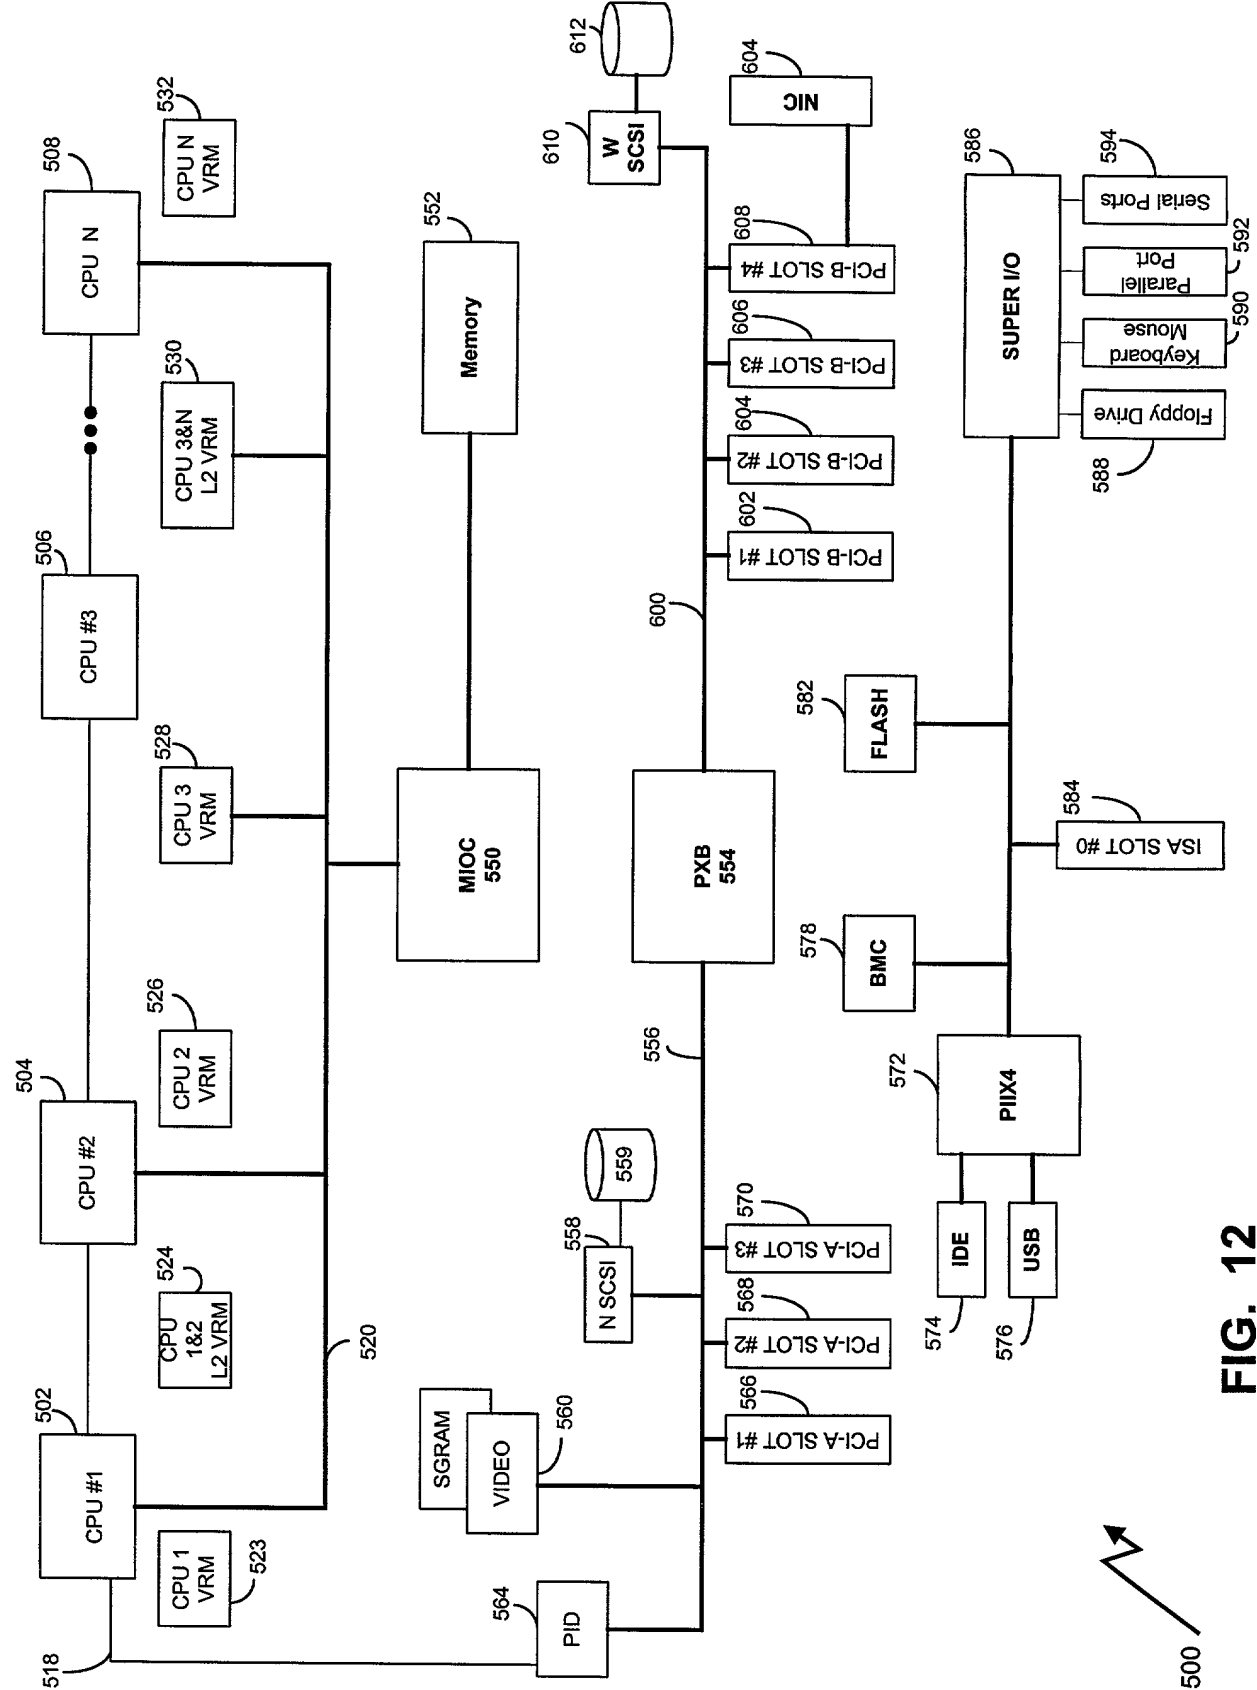 518
502
CPU #1
CPU 1
VRM
523
CPU
1&2
L2 VRM
524
504
CPU #2
CPU 2
VRM
526
506
CPU #3
CPU 3
VRM
528
CPU 3&N
L2 VRM
530
508
CPU N
CPU N
VRM
532
520
MIOC
550
Memory
552
PID
564
SGRAM
VIDEO
560
N SCSI
558
559
556
PXB
554
600
W
SCSI
610
612
PCI-A SLOT #1
566
PCI-A SLOT #2
568
PCI-A SLOT #3
570
PCI-B SLOT #1
602
PCI-B SLOT #2
604
PCI-B SLOT #3
606
PCI-B SLOT #4
608
NIC
604
IDE
574
USB
576
PIIX4
572
BMC
578
FLASH
582
ISA SLOT #0
584
SUPER I/O
586
Floppy Drive
588
Keyboard
Mouse
590
Parallel
Port
592
Serial Ports
594
500
FIG. 12